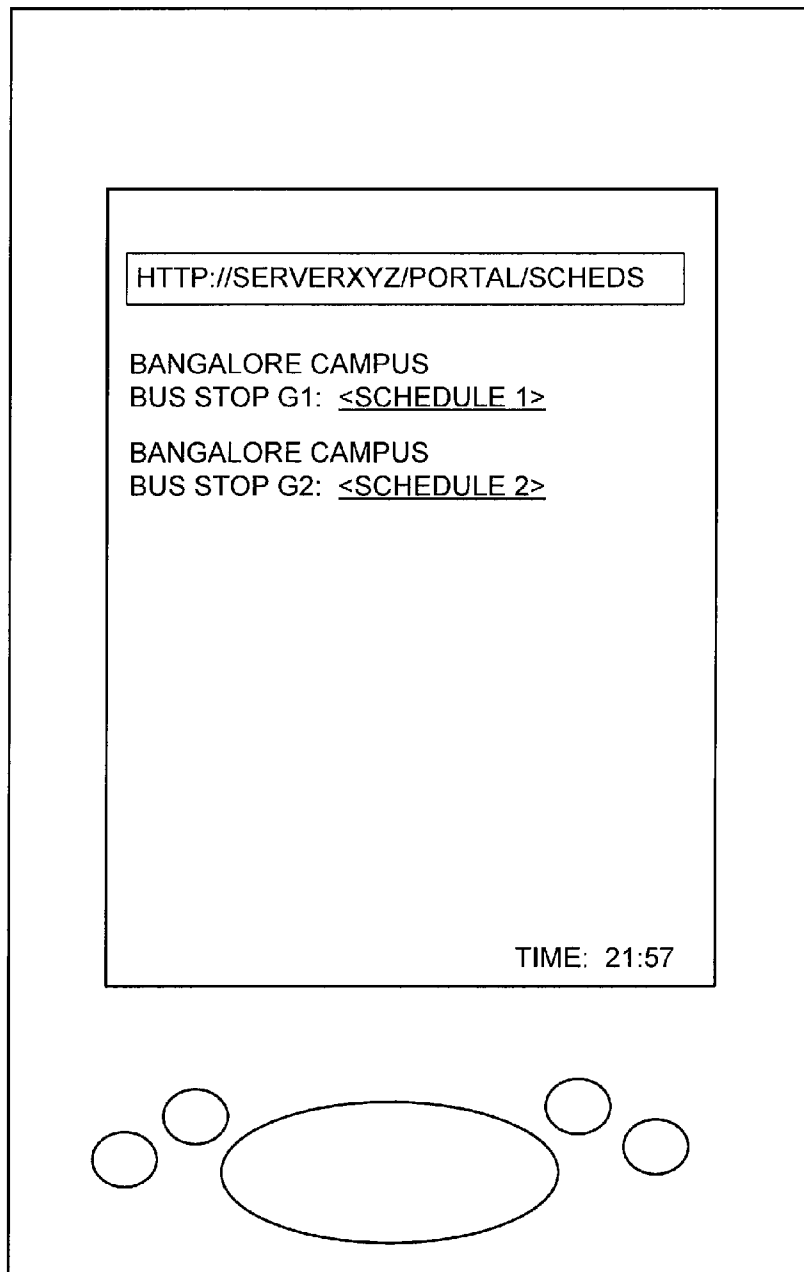 HTTP://SERVERXYZ/PORTAL/SCHEDS
BANGALORE CAMPUS
BUS STOP G1: <SCHEDULE 1>
BANGALORE CAMPUS
BUS STOP G2: <SCHEDULE 2>
TIME: 21:57